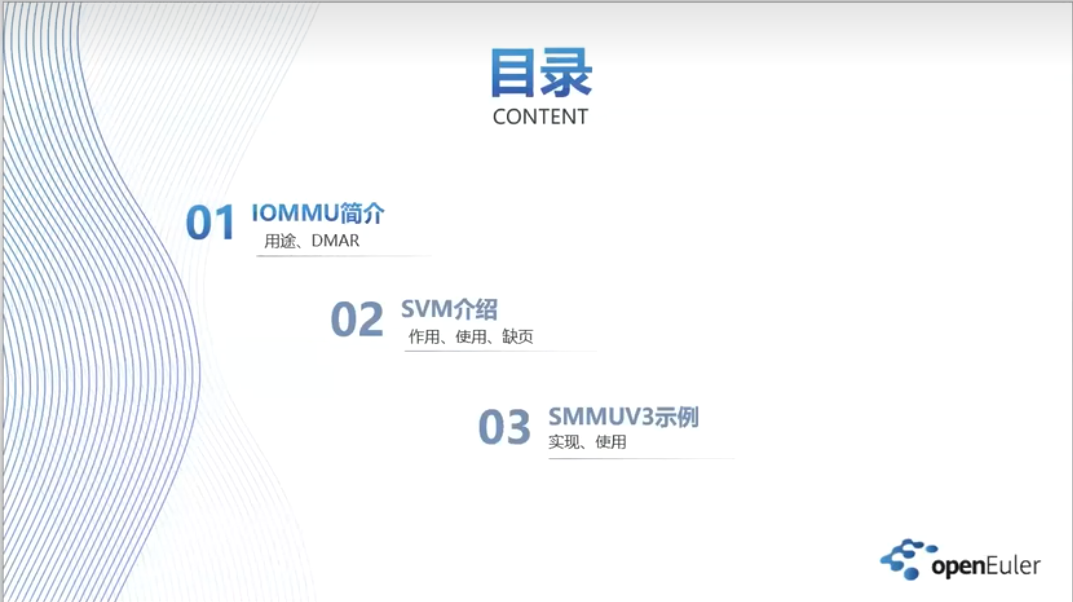 目录
CONTENT
01 IOMMU简介
用途、DMAR
02 SVM介绍
作用、使用、缺页
03 SMMUV3示例
实现、使用
openEuler